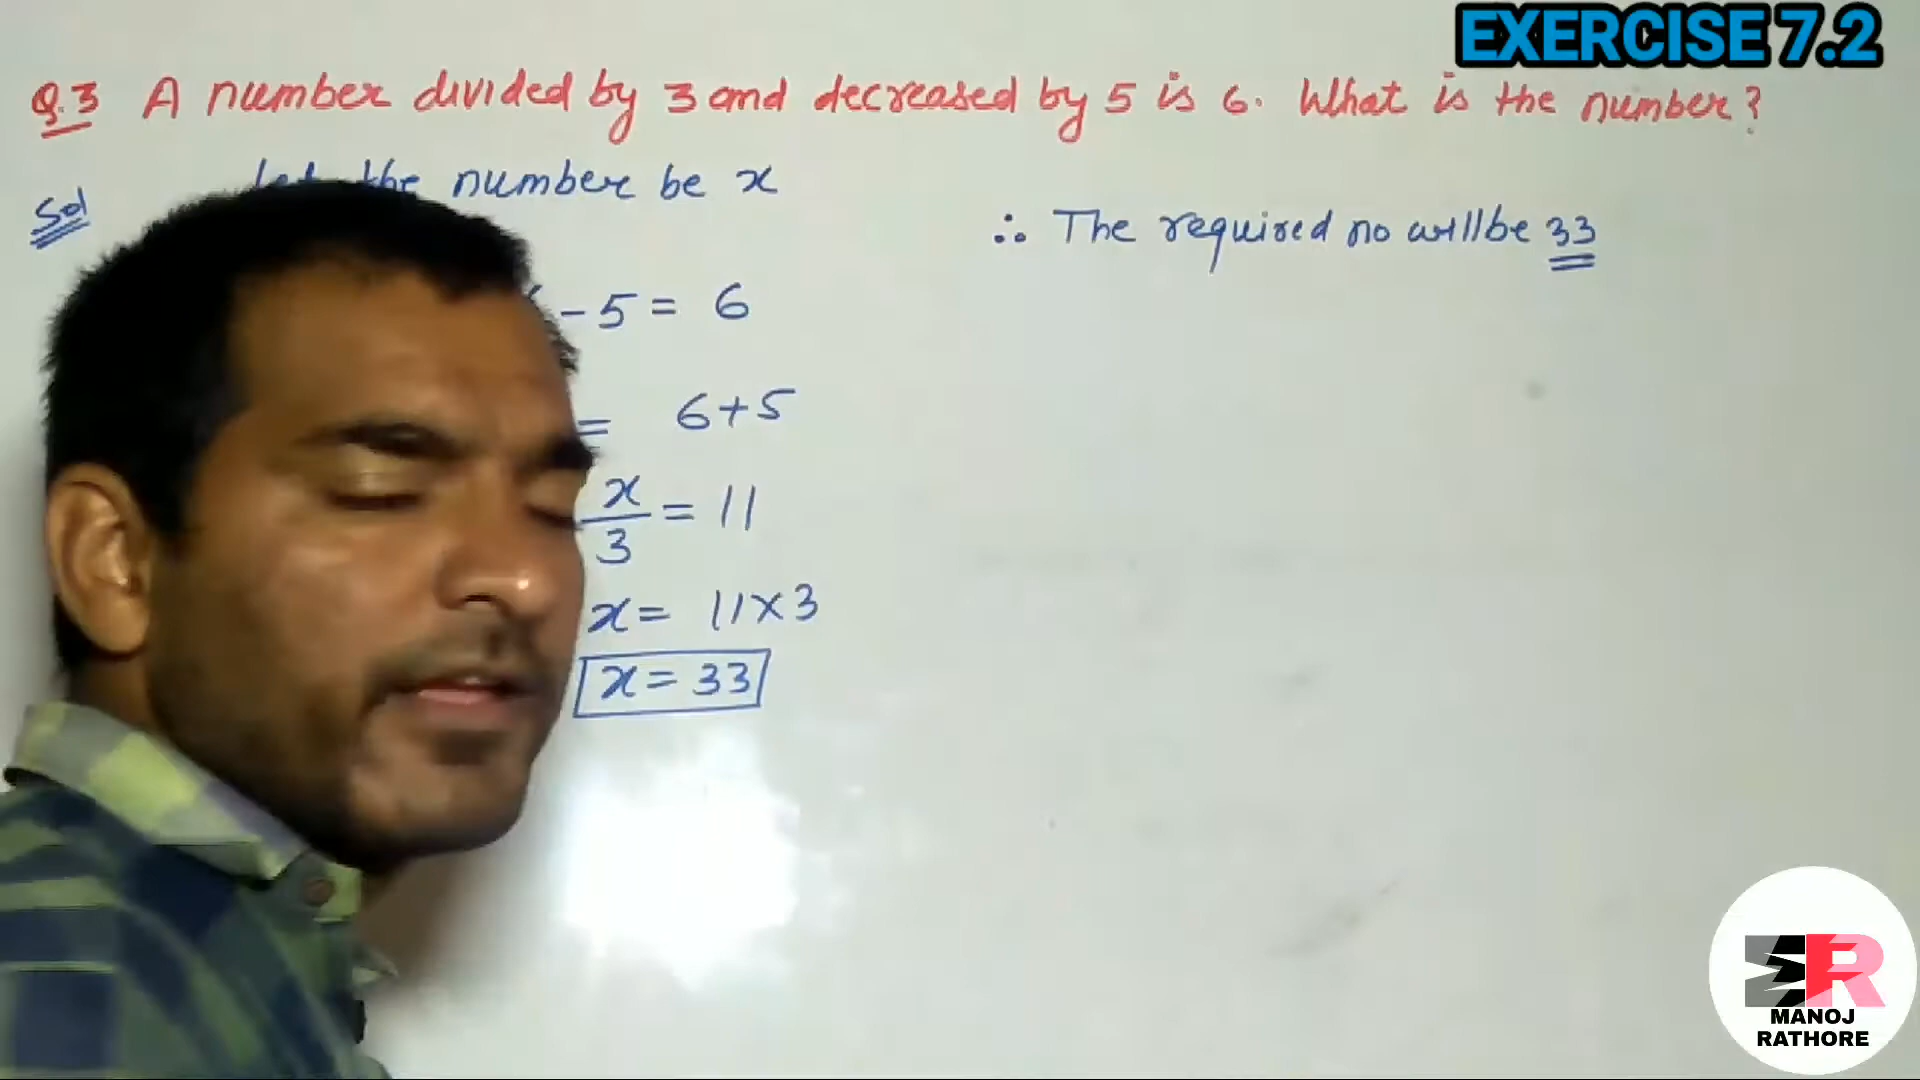 EXERCISE 7.2
Q.3 A number divided by 3 and decreased by 5 is 6. What is the number?
Sol
the number be x
∴ The required no will be 33
- 5 = 6
= 6+5
x/3 = 11
x = 11×3
x = 33
MANOJ
RATHORE